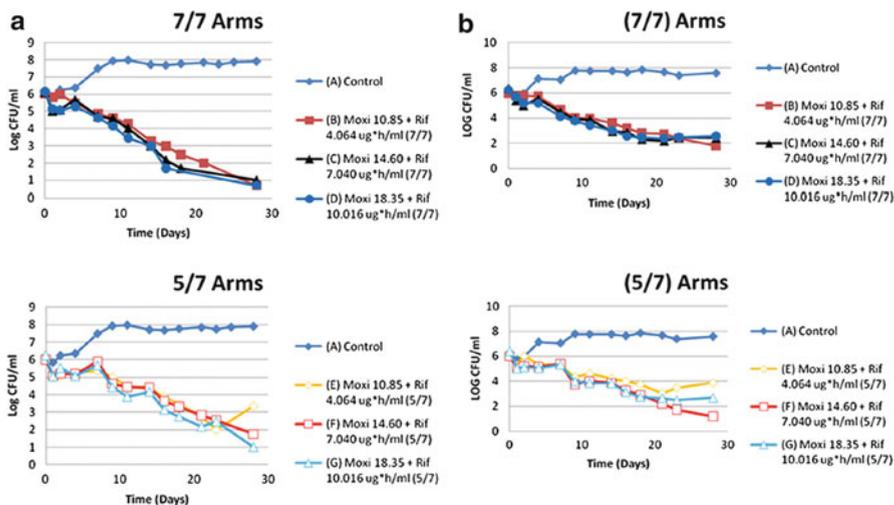 a
7/7 Arms
9
8
7
6
5
4
3
2
1
0
Log CFU/ml
0
10
20
30
Time (Days)
(A) Control
(B) Moxi 10.85 + Rif
4.064 ug*h/ml (7/7)
(C) Moxi 14.60 + Rif
7.040 ug*h/ml (7/7)
(D) Moxi 18.35 + Rif
10.016 ug*h/ml (7/7)
b
(7/7) Arms
10
8
6
4
2
0
LOG CFU/ml
0
10
20
30
Time (Days)
(A) Control
(B) Moxi 10.85 + Rif
4.064 ug*h/ml (7/7)
(C) Moxi 14.60 + Rif
7.040 ug*h/ml (7/7)
(D) Moxi 18.35 + Rif
10.016 ug*h/ml (7/7)
5/7 Arms
9
8
7
6
5
4
3
2
1
0
Log CFU/ml
0
10
20
30
Time (Days)
(A) Control
(E) Moxi 10.85 + Rif
4.064 ug*h/ml (5/7)
(F) Moxi 14.60 + Rif
7.040 ug*h/ml (5/7)
(G) Moxi 18.35 + Rif
10.016 ug*h/ml (5/7)
(5/7) Arms
10
8
6
4
2
0
LOG CFU/ml
0
10
20
30
Time (Days)
(A) Control
(E) Moxi 10.85 + Rif
4.064 ug*h/ml (5/7)
(F) Moxi 14.60 + Rif
7.040 ug*h/ml (5/7)
(G) Moxi 18.35 + Rif
10.016 ug*h/ml (5/7)